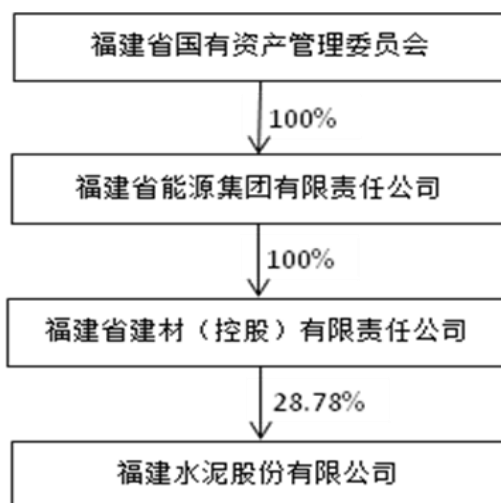 福建省国有资产管理委员会
100%
福建省能源集团有限责任公司
100%
福建省建材（控股）有限责任公司
28.78%
福建水泥股份有限公司